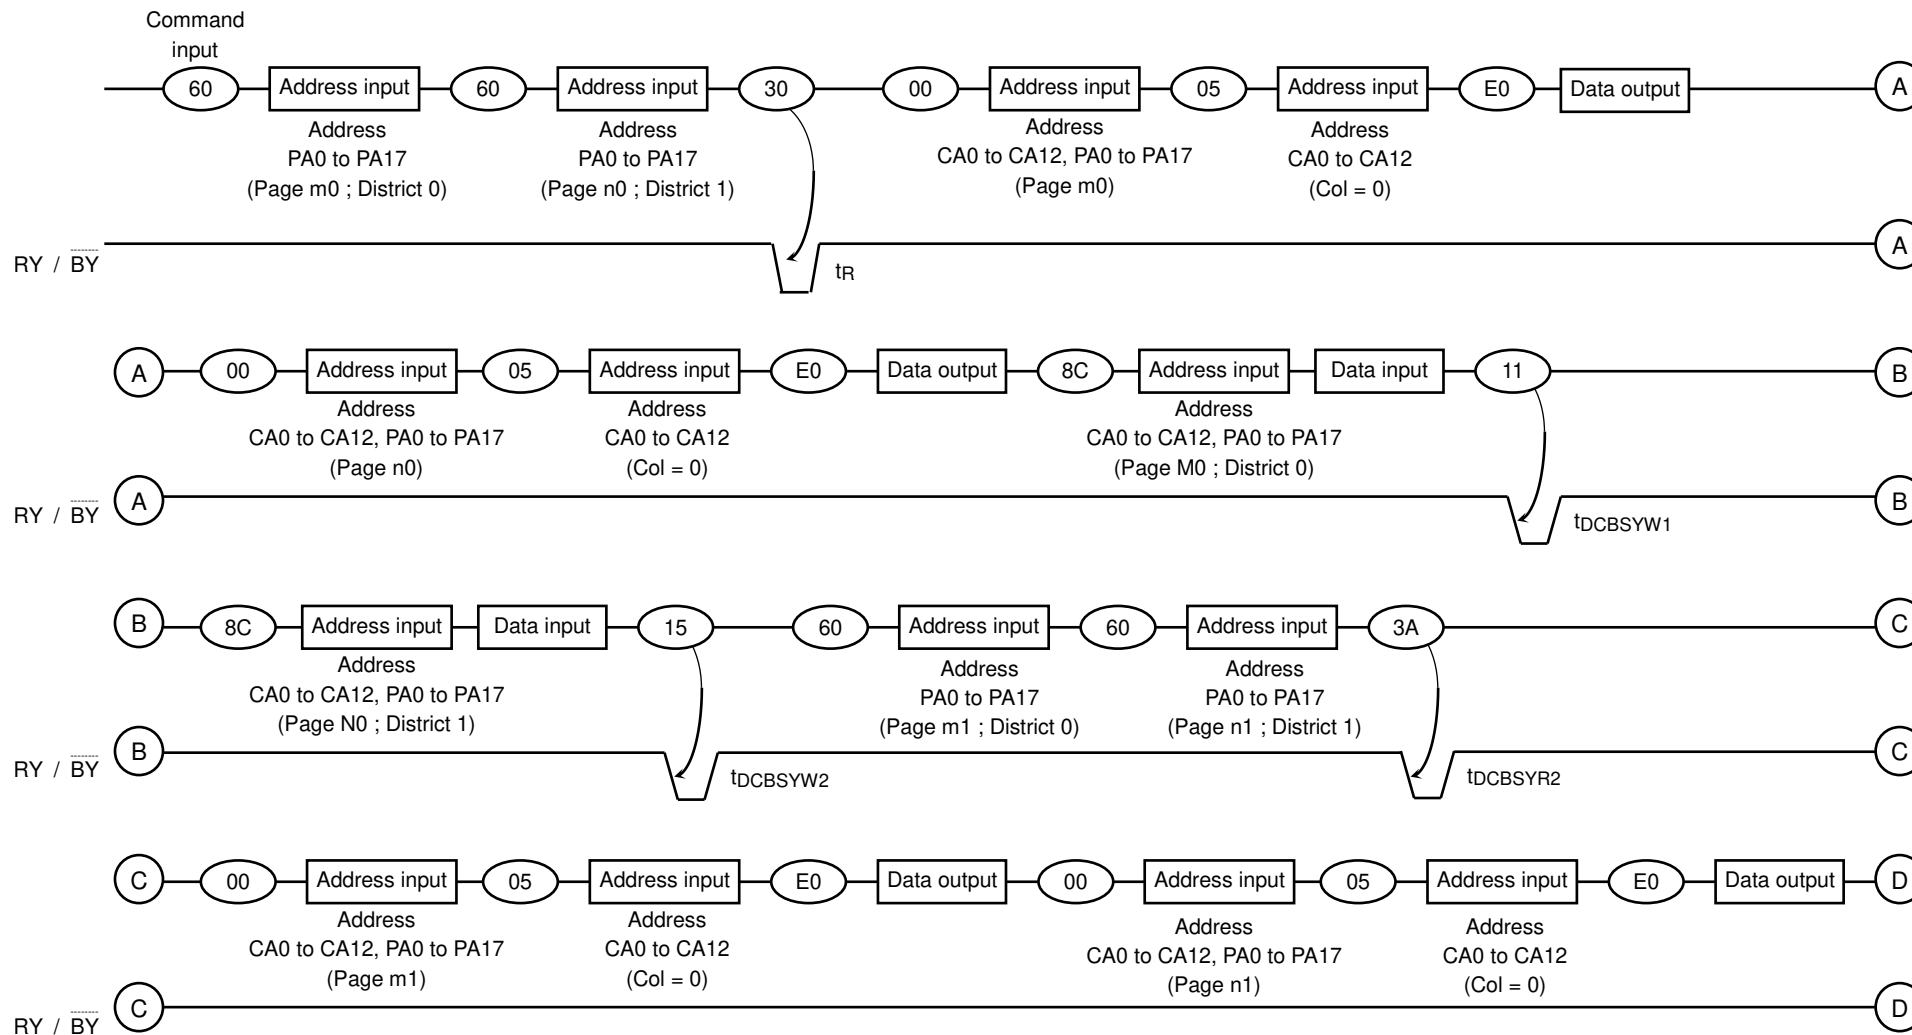 Command
input
60 Address input 60 Address input 30 00 Address input 05 Address input E0 Data output A
Address
PA0 to PA17
(Page m0 ; District 0)
Address
PA0 to PA17
(Page n0 ; District 1)
Address
CA0 to CA12, PA0 to PA17
(Page m0)
Address
CA0 to CA12
(Col = 0)
RY / BY A
tR
A 00 Address input 05 Address input E0 Data output 8C Address input Data input 11 B
Address
CA0 to CA12, PA0 to PA17
(Page n0)
Address
CA0 to CA12
(Col = 0)
Address
CA0 to CA12, PA0 to PA17
(Page M0 ; District 0)
RY / BY A B
tDCBSYW1
B 8C Address input Data input 15 60 Address input 60 Address input 3A C
Address
CA0 to CA12, PA0 to PA17
(Page N0 ; District 1)
Address
PA0 to PA17
(Page m1 ; District 0)
Address
PA0 to PA17
(Page n1 ; District 1)
RY / BY B C
tDCBSYW2
tDCBSYR2
C 00 Address input 05 Address input E0 Data output 00 Address input 05 Address input E0 Data output D
Address
CA0 to CA12, PA0 to PA17
(Page m1)
Address
CA0 to CA12
(Col = 0)
Address
CA0 to CA12, PA0 to PA17
(Page n1)
Address
CA0 to CA12
(Col = 0)
RY / BY C D